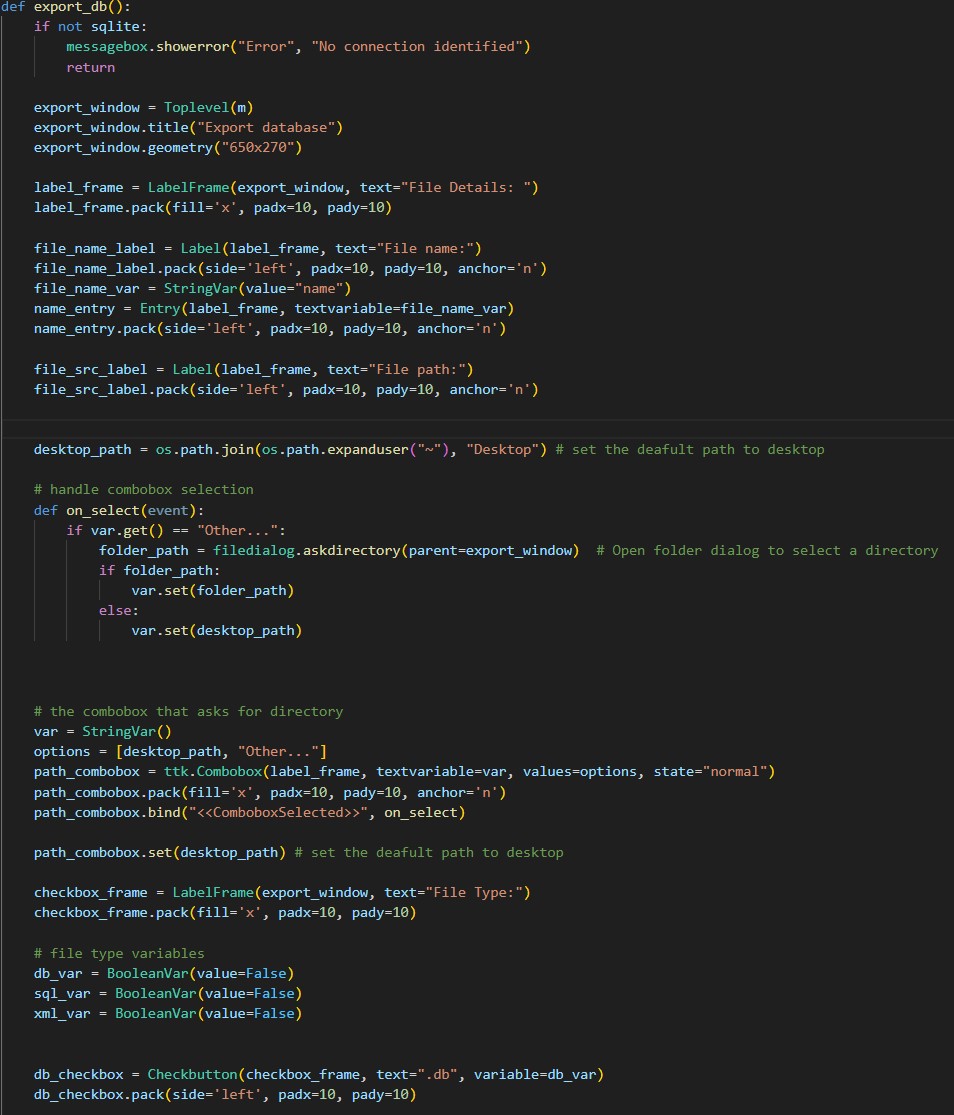 def export_db():
    if not sqlite:
        messagebox.showerror("Error", "No connection identified")
        return

    export_window = Toplevel(m)
    export_window.title("Export database")
    export_window.geometry("650x270")

    label_frame = LabelFrame(export_window, text="File Details: ")
    label_frame.pack(fill='x', padx=10, pady=10)

    file_name_label = Label(label_frame, text="File name:")
    file_name_label.pack(side='left', padx=10, pady=10, anchor='n')
    file_name_var = StringVar(value="name")
    name_entry = Entry(label_frame, textvariable=file_name_var)
    name_entry.pack(side='left', padx=10, pady=10, anchor='n')

    file_src_label = Label(label_frame, text="File path:")
    file_src_label.pack(side='left', padx=10, pady=10, anchor='n')


    desktop_path = os.path.join(os.path.expanduser("~"), "Desktop") # set the deafult path to desktop

    # handle combobox selection
    def on_select(event):
        if var.get() == "Other...":
            folder_path = filedialog.askdirectory(parent=export_window)  # Open folder dialog to select a directory
            if folder_path:
                var.set(folder_path)
            else:
                var.set(desktop_path)



    # the combobox that asks for directory
    var = StringVar()
    options = [desktop_path, "Other..."]
    path_combobox = ttk.Combobox(label_frame, textvariable=var, values=options, state="normal")
    path_combobox.pack(fill='x', padx=10, pady=10, anchor='n')
    path_combobox.bind("<<ComboboxSelected>>", on_select)

    path_combobox.set(desktop_path) # set the deafult path to desktop

    checkbox_frame = LabelFrame(export_window, text="File Type:")
    checkbox_frame.pack(fill='x', padx=10, pady=10)

    # file type variables
    db_var = BooleanVar(value=False)
    sql_var = BooleanVar(value=False)
    xml_var = BooleanVar(value=False)


    db_checkbox = Checkbutton(checkbox_frame, text=".db", variable=db_var)
    db_checkbox.pack(side='left', padx=10, pady=10)